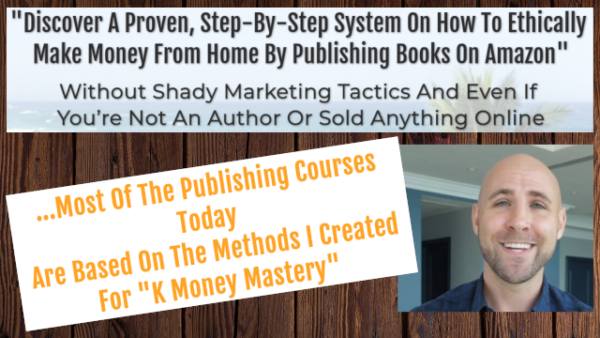 "Discover A Proven, Step-By-Step System On How To Ethically
Make Money From Home By Publishing Books On Amazon"
Without Shady Marketing Tactics And Even If
You're Not An Author Or Sold Anything Online
...Most Of The Publishing Courses
Today
Are Based On The Methods I Created
For "K Money Mastery"